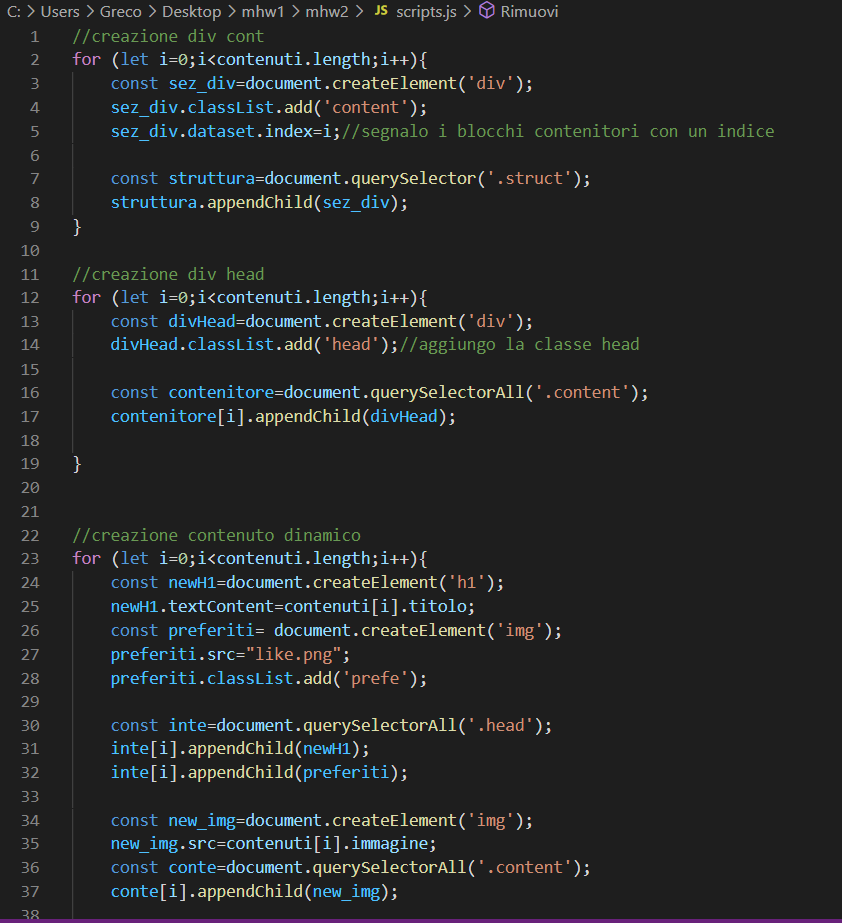 C: > Users > Greco > Desktop > mhw1 > mhw2 > JS scripts.js > Rimuovi
1 //creazione div cont
2 for (let i=0;i<contenuti.length;i++){
3     const sez_div=document.createElement('div');
4     sez_div.classList.add('content');
5     sez_div.dataset.index=i;//segnalo i blocchi contenitori con un indice
6
7     const struttura=document.querySelector('.struct');
8     struttura.appendChild(sez_div);
9 }
10
11 //creazione div head
12 for (let i=0;i<contenuti.length;i++){
13     const divHead=document.createElement('div');
14     divHead.classList.add('head');//aggiungo la classe head
15
16     const contenitore=document.querySelectorAll('.content');
17     contenitore[i].appendChild(divHead);
18
19 }
20
21
22 //creazione contenuto dinamico
23 for (let i=0;i<contenuti.length;i++){
24     const newH1=document.createElement('h1');
25     newH1.textContent=contenuti[i].titolo;
26     const preferiti= document.createElement('img');
27     preferiti.src="like.png";
28     preferiti.classList.add('prefe');
29
30     const inte=document.querySelectorAll('.head');
31     inte[i].appendChild(newH1);
32     inte[i].appendChild(preferiti);
33
34     const new_img=document.createElement('img');
35     new_img.src=contenuti[i].immagine;
36     const conte=document.querySelectorAll('.content');
37     conte[i].appendChild(new_img);
38